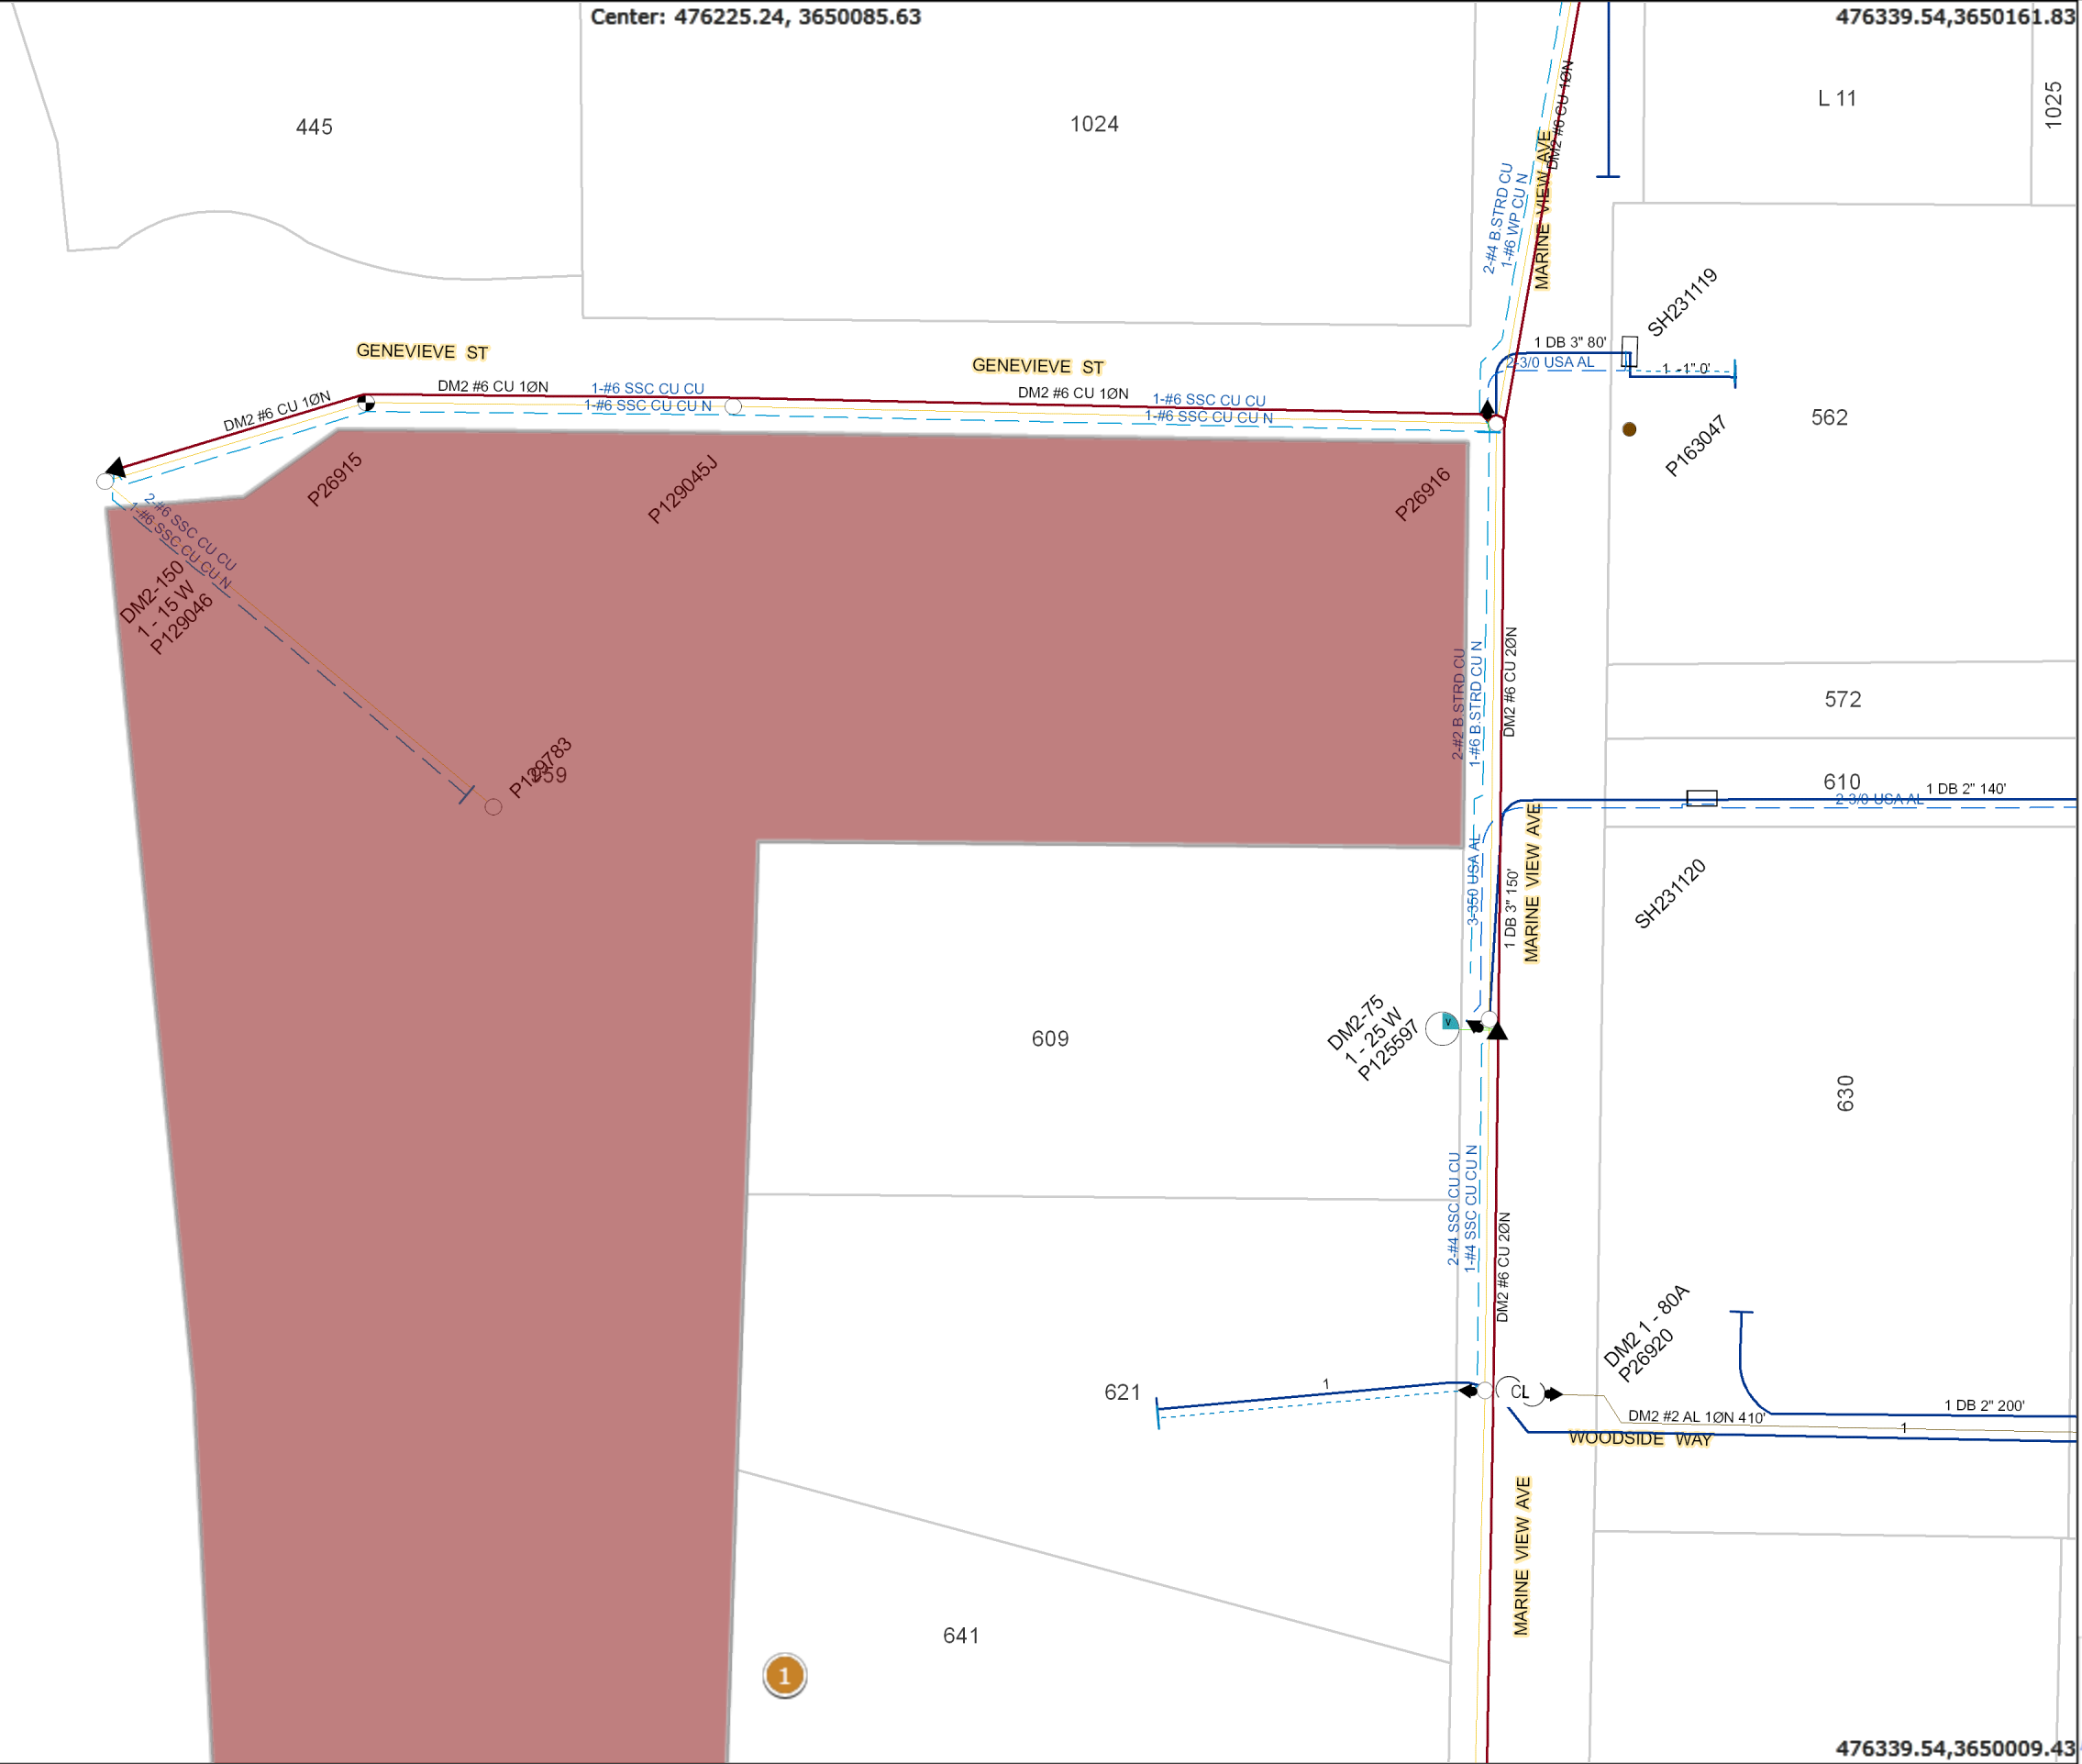 Center: 476225.24, 3650085.63
476339.54,3650161.83
445
1024
L 11
1025
DM2 #6 CU 1ØN
MARINE VIEW AVE
2-#4 B.STRD CU
1-#6 WP CU N
SH231119
GENEVIEVE ST
GENEVIEVE ST
1 DB 3" 80'
2-3/0 USA AL
1 -1" 0'
DM2 #6 CU 1ØN
DM2 #6 CU 1ØN
1-#6 SSC CU CU
1-#6 SSC CU CU N
DM2 #6 CU 1ØN
1-#6 SSC CU CU
1-#6 SSC CU CU N
562
P163047
P26915
P129045J
P26916
2-#6 SSC CU CU
1-#6 SSC CU CU N
DM2-150
1 - 15 W
P129046
P129783
2-#2 B.STRD CU
1-#6 B.STRD CU N
DM2 #6 CU 2ØN
572
610
2-3/0 USA AL
1 DB 2" 140'
3-350 USA AL
1 DB 3" 150'
MARINE VIEW AVE
SH231120
609
DM2-75
1 - 25 W
P125597
V
630
2-#4 SSC CU CU
1-#4 SSC CU CU N
DM2 #6 CU 2ØN
DM2 1 - 80A
P26920
621
1
CL
DM2 #2 AL 1ØN 410'
1 DB 2" 200'
1
WOODSIDE WAY
MARINE VIEW AVE
641
1
476339.54,3650009.43